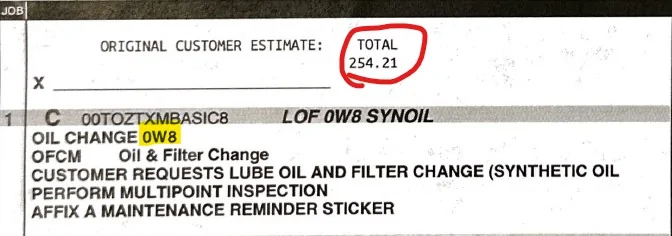 JOB
ORIGINAL CUSTOMER ESTIMATE: TOTAL
254.21
X
1 C 00TOZTXMBASIC8 LOF 0W8 SYNOIL
OIL CHANGE 0W8
OFCM Oil & Filter Change
CUSTOMER REQUESTS LUBE OIL AND FILTER CHANGE (SYNTHETIC OIL
PERFORM MULTIPOINT INSPECTION
AFFIX A MAINTENANCE REMINDER STICKER